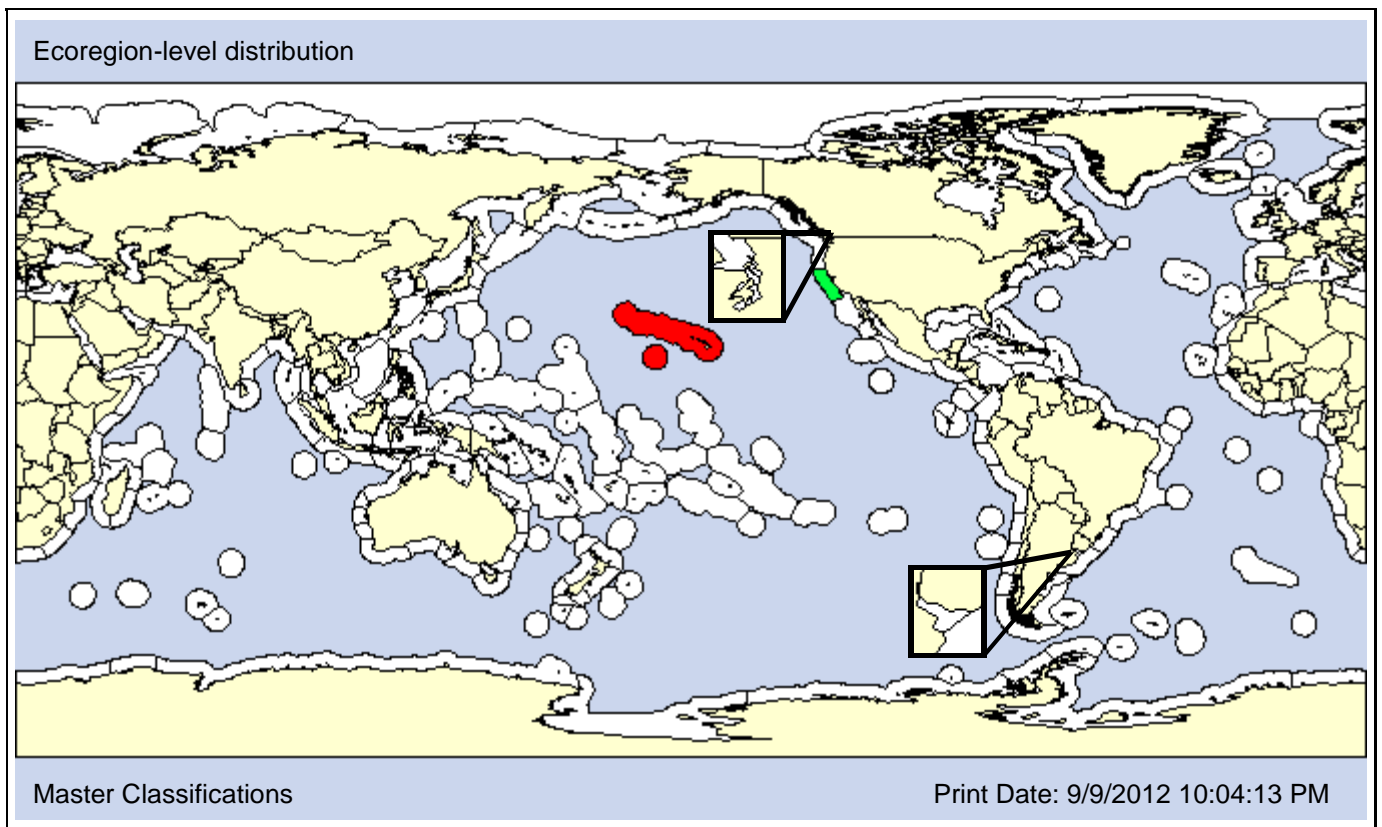 Ecoregion-level distribution
Master Classifications
Print Date: 9/9/2012 10:04:13 PM